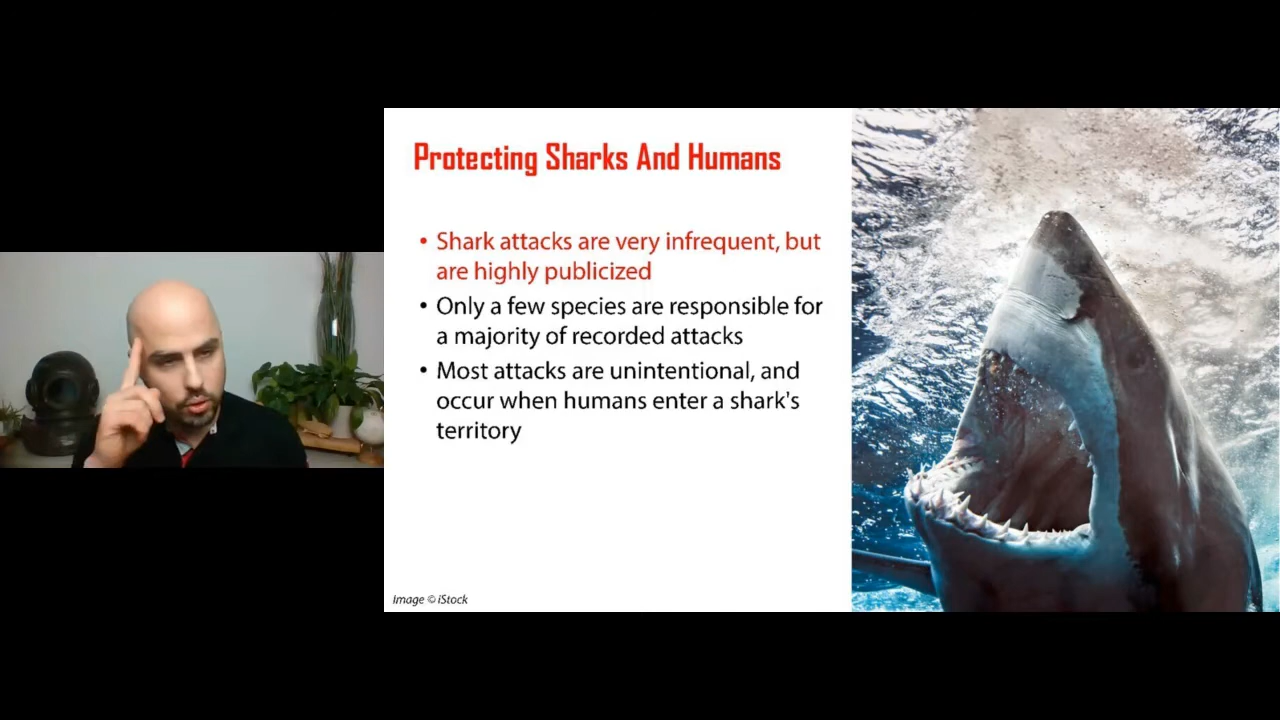 Protecting Sharks And Humans
• Shark attacks are very infrequent, but
are highly publicized
• Only a few species are responsible for
a majority of recorded attacks
• Most attacks are unintentional, and
occur when humans enter a shark's
territory
Image © iStock